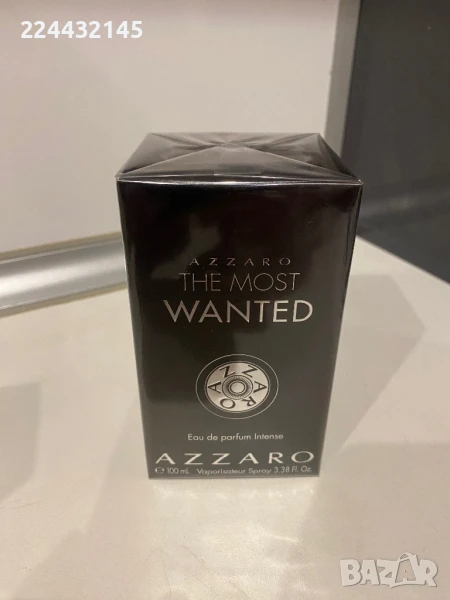 224432145
AZZARO
THE MOST
WANTED
AZZARO
Eau de parfum Intense
AZZARO
℮ 100 mL Vaporisateur Spray 3.38 Fl. Oz.
BAZAR